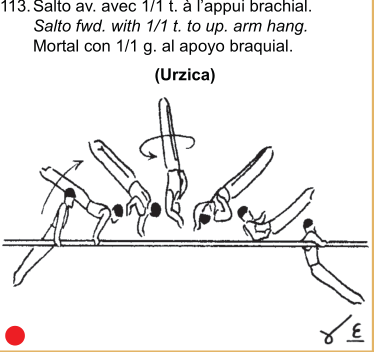 113. Salto av. avec 1/1 t. à l'appui brachial.
Salto fwd. with 1/1 t. to up. arm hang.
Mortal con 1/1 g. al apoyo braquial.
(Urzica)